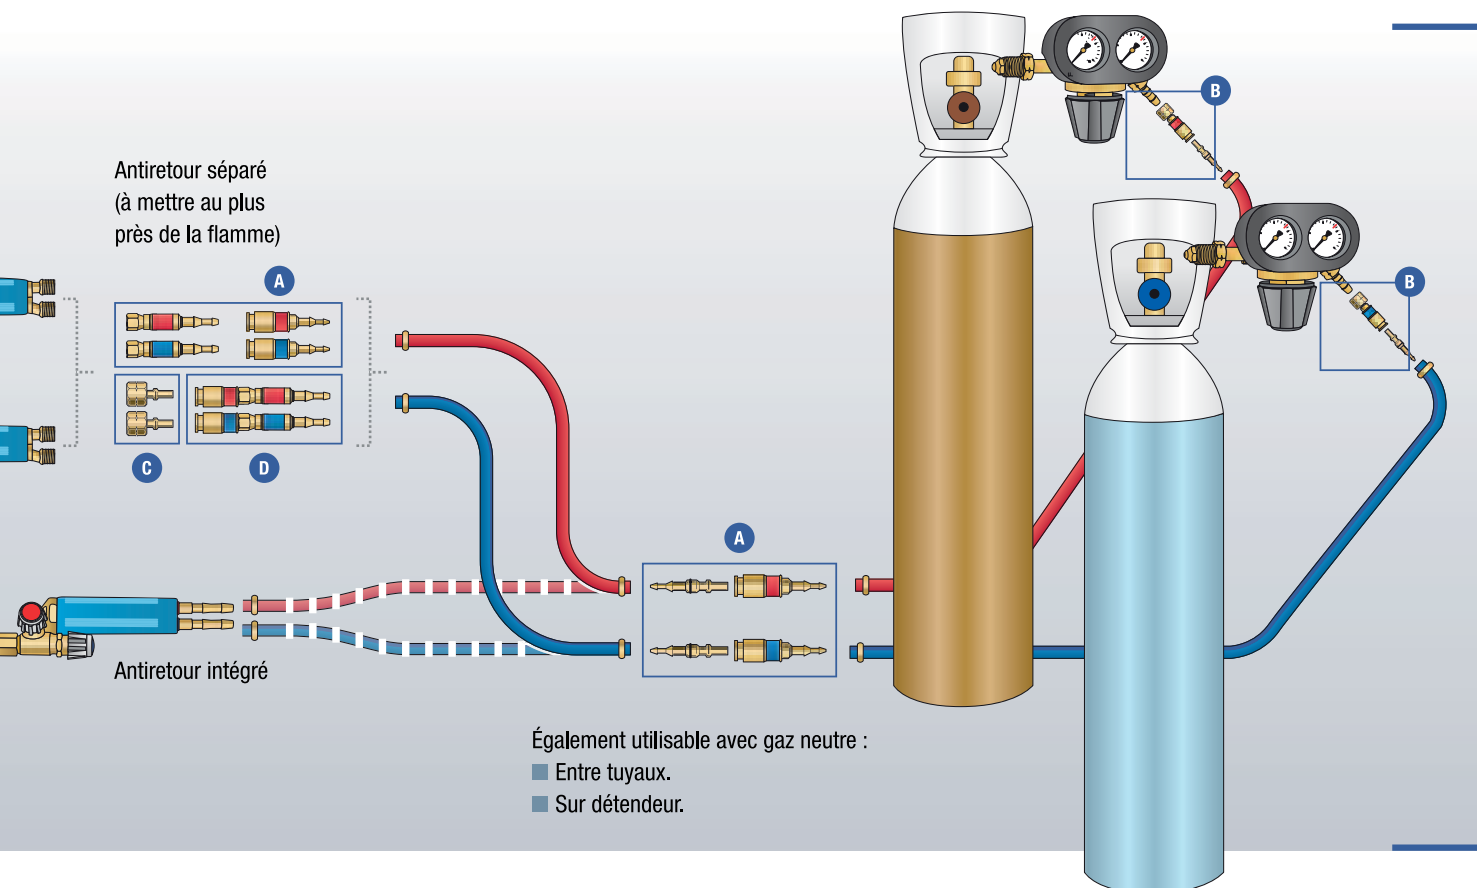 B
Antiretour séparé
(à mettre au plus
près de la flamme)
A
B
C
D
A
Antiretour intégré
Également utilisable avec gaz neutre :
Entre tuyaux.
Sur détendeur.